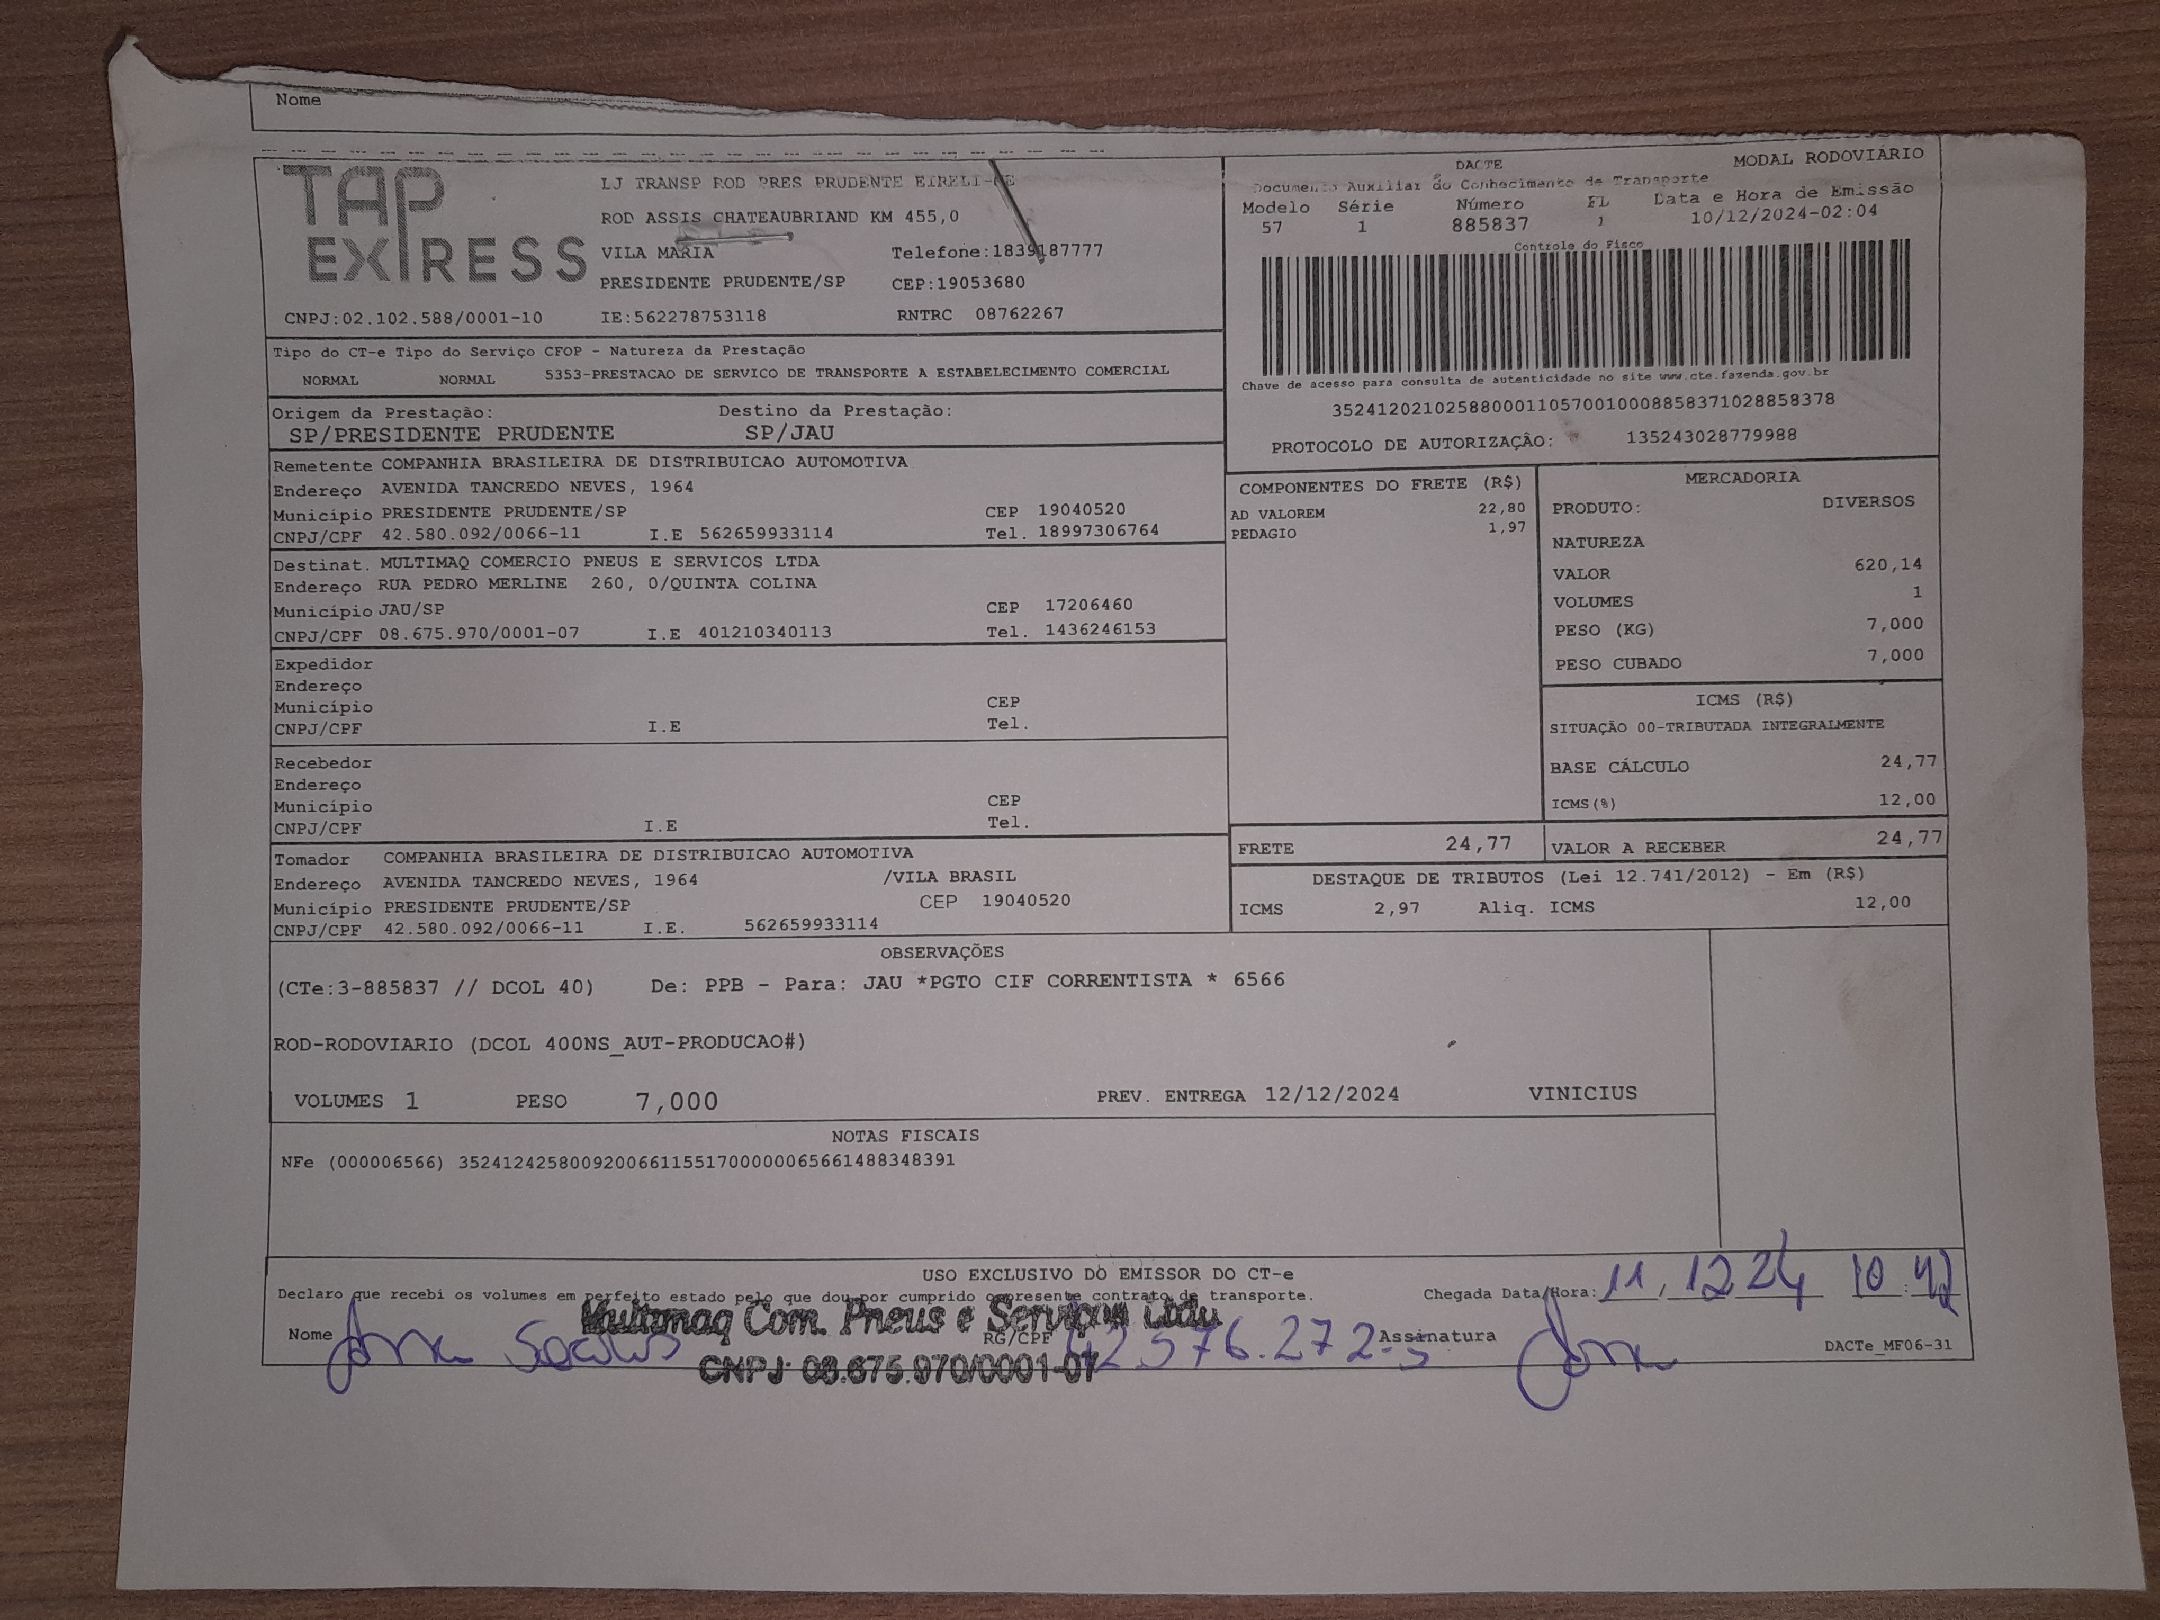 Nome
TAP EXPRESS
LJ TRANSP ROD PRES PRUDENTE EIRELI-
ROD ASSIS CHATEAUBRIAND KM 455,0
VILA MARIA Telefone:1839187777
PRESIDENTE PRUDENTE/SP CEP:19053680
CNPJ:02.102.588/0001-10 IE:562278753118 RNTRC 08762267
DACTE MODAL RODOVIÁRIO
Documento Auxiliar do Conhecimento de Transporte
Modelo Série Número FL Data e Hora de Emissão
57 1 885837 1 10/12/2024-02:04
Controle do Fisco
Chave de acesso para consulta de autenticidade no site www.cte.fazenda.gov.br
35241202102588000110570010008858371028858378
PROTOCOLO DE AUTORIZAÇÃO: 135243028779988
Tipo do CT-e Tipo do Serviço CFOP - Natureza da Prestação
NORMAL NORMAL 5353-PRESTACAO DE SERVICO DE TRANSPORTE A ESTABELECIMENTO COMERCIAL
Origem da Prestação: Destino da Prestação:
SP/PRESIDENTE PRUDENTE SP/JAU
Remetente COMPANHIA BRASILEIRA DE DISTRIBUICAO AUTOMOTIVA
Endereço AVENIDA TANCREDO NEVES, 1964
Município PRESIDENTE PRUDENTE/SP CEP 19040520
CNPJ/CPF 42.580.092/0066-11 I.E 562659933114 Tel. 18997306764
Destinat. MULTIMAQ COMERCIO PNEUS E SERVICOS LTDA
Endereço RUA PEDRO MERLINE 260, 0/QUINTA COLINA
Município JAU/SP CEP 17206460
CNPJ/CPF 08.675.970/0001-07 I.E 401210340113 Tel. 1436246153
Expedidor
Endereço
Município CEP
CNPJ/CPF I.E Tel.
Recebedor
Endereço
Município CEP
CNPJ/CPF I.E Tel.
Tomador COMPANHIA BRASILEIRA DE DISTRIBUICAO AUTOMOTIVA
Endereço AVENIDA TANCREDO NEVES, 1964 /VILA BRASIL
Município PRESIDENTE PRUDENTE/SP CEP 19040520
CNPJ/CPF 42.580.092/0066-11 I.E. 562659933114
COMPONENTES DO FRETE (R$)
AD VALOREM 22,80
PEDAGIO 1,97
MERCADORIA
PRODUTO: DIVERSOS
NATUREZA
VALOR 620,14
VOLUMES 1
PESO (KG) 7,000
PESO CUBADO 7,000
ICMS (R$)
SITUAÇÃO 00-TRIBUTADA INTEGRALMENTE
BASE CÁLCULO 24,77
ICMS(%) 12,00
FRETE 24,77 VALOR A RECEBER 24,77
DESTAQUE DE TRIBUTOS (Lei 12.741/2012) - Em (R$)
ICMS 2,97 Aliq. ICMS 12,00
OBSERVAÇÕES
(CTe:3-885837 // DCOL 40) De: PPB - Para: JAU *PGTO CIF CORRENTISTA * 6566
ROD-RODOVIARIO (DCOL 400NS_AUT-PRODUCAO#)
VOLUMES 1 PESO 7,000 PREV. ENTREGA 12/12/2024 VINICIUS
NOTAS FISCAIS
NFe (000006566) 35241242580092006611551700000065661488348391
USO EXCLUSIVO DO EMISSOR DO CT-e
Declaro que recebi os volumes em perfeito estado pelo que dou por cumprido o presente contrato de transporte. Chegada Data/Hora: 11, 12 24 10:42
Multimaq Com. Pneus e Serviços Ltda
Nome RG/CPF 42576.272-5 Assinatura DACTe_MF06-31
CNPJ: 08.675.970/0001-07